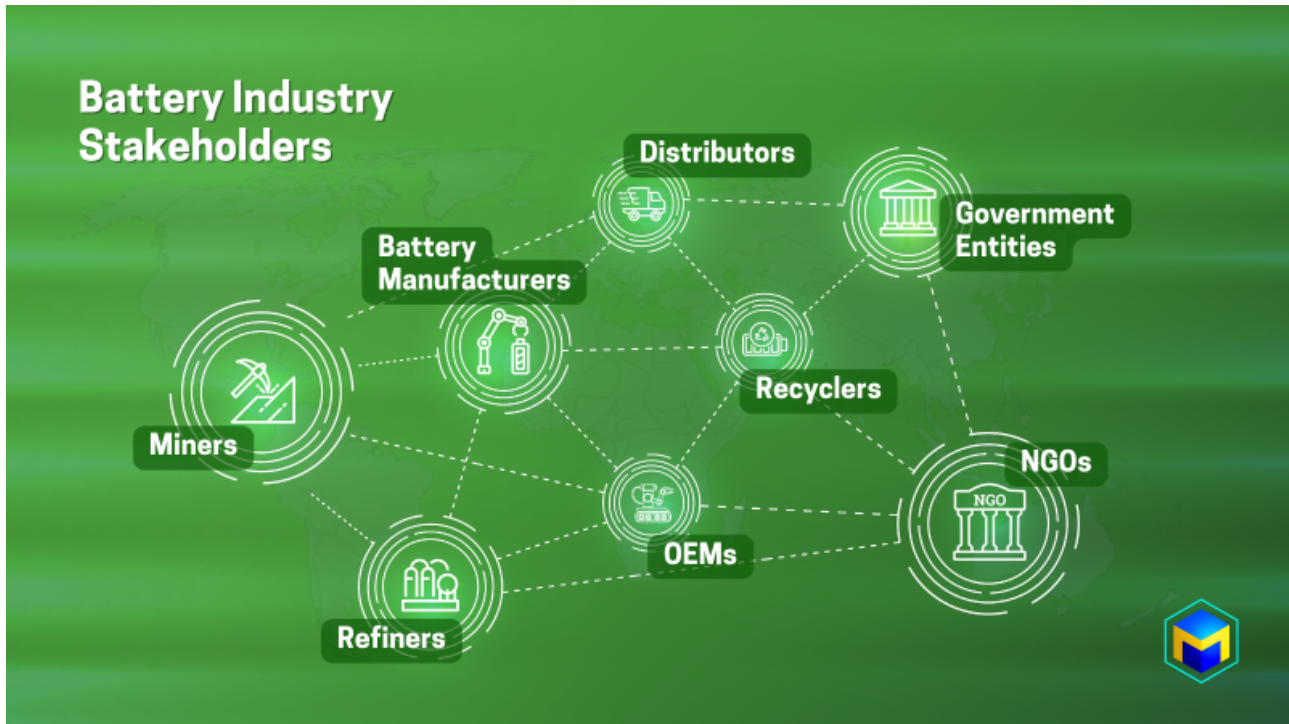 Battery Industry
Stakeholders
Distributors
Government
Entities
Battery
Manufacturers
Recyclers
Miners
NGOs
NGO
OEMs
Refiners